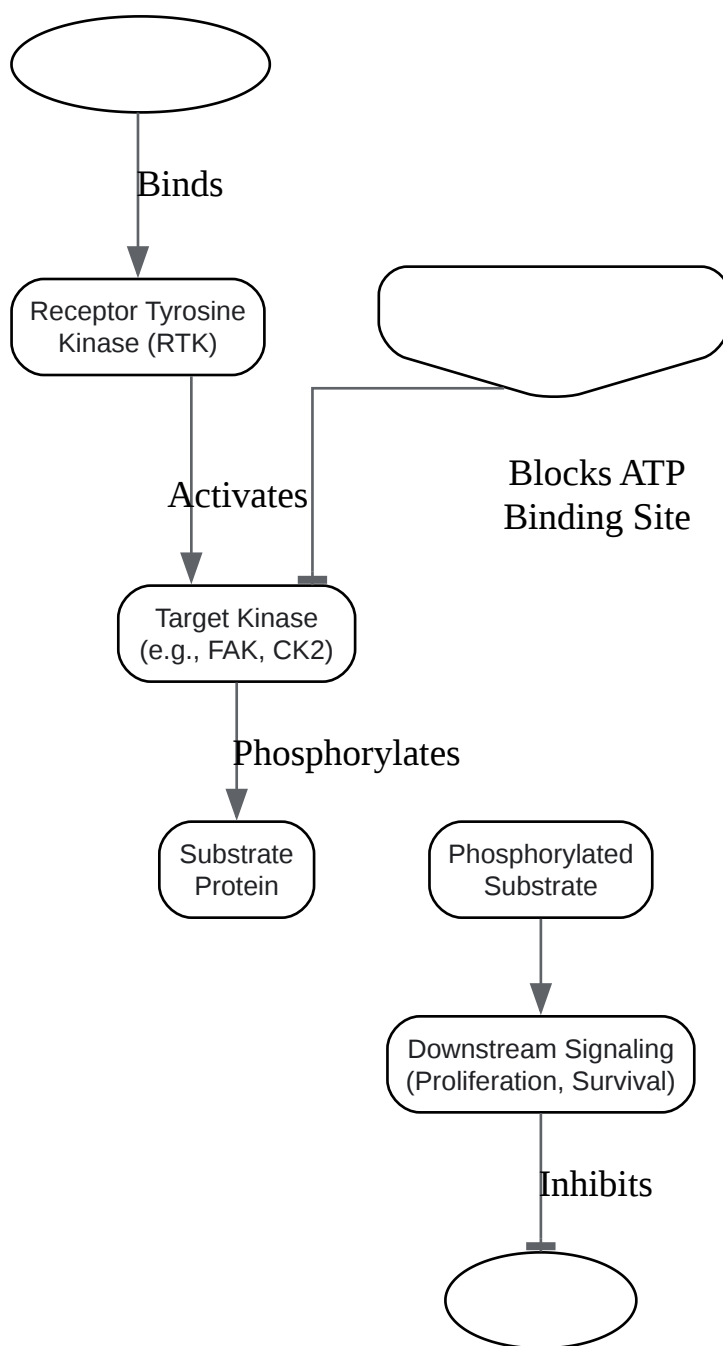 Binds
Receptor Tyrosine
Kinase (RTK)
Blocks ATP
Binding Site
Activates
Target Kinase
(e.g., FAK, CK2)
Phosphorylates
Substrate
Protein
Phosphorylated
Substrate
Downstream Signaling
(Proliferation, Survival)
Inhibits